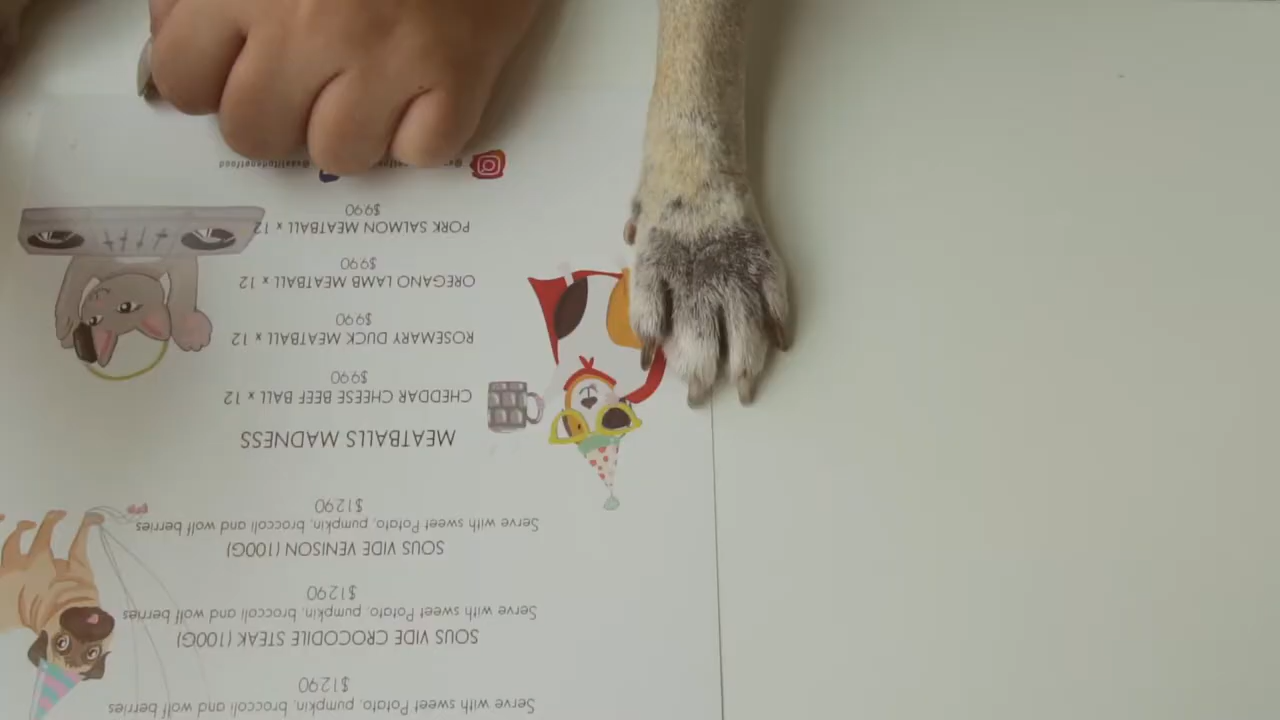 Serve with sweet Potato, pumpkin, broccoli and wolf berries
$1290
SOUS VIDE CROCODILE STEAK (100G)
Serve with sweet Potato, pumpkin, broccoli and wolf berries
$1290
SOUS VIDE VENISON (100G)
Serve with sweet Potato, pumpkin, broccoli and wolf berries
$1290
MEATBALLS MADNESS
CHEDDAR CHEESE BEEF BALL x 12
$990
ROSEMARY DUCK MEATBALL x 12
$990
OREGANO LAMB MEATBALL x 12
$990
PORK SALMON MEATBALL x 12
$990